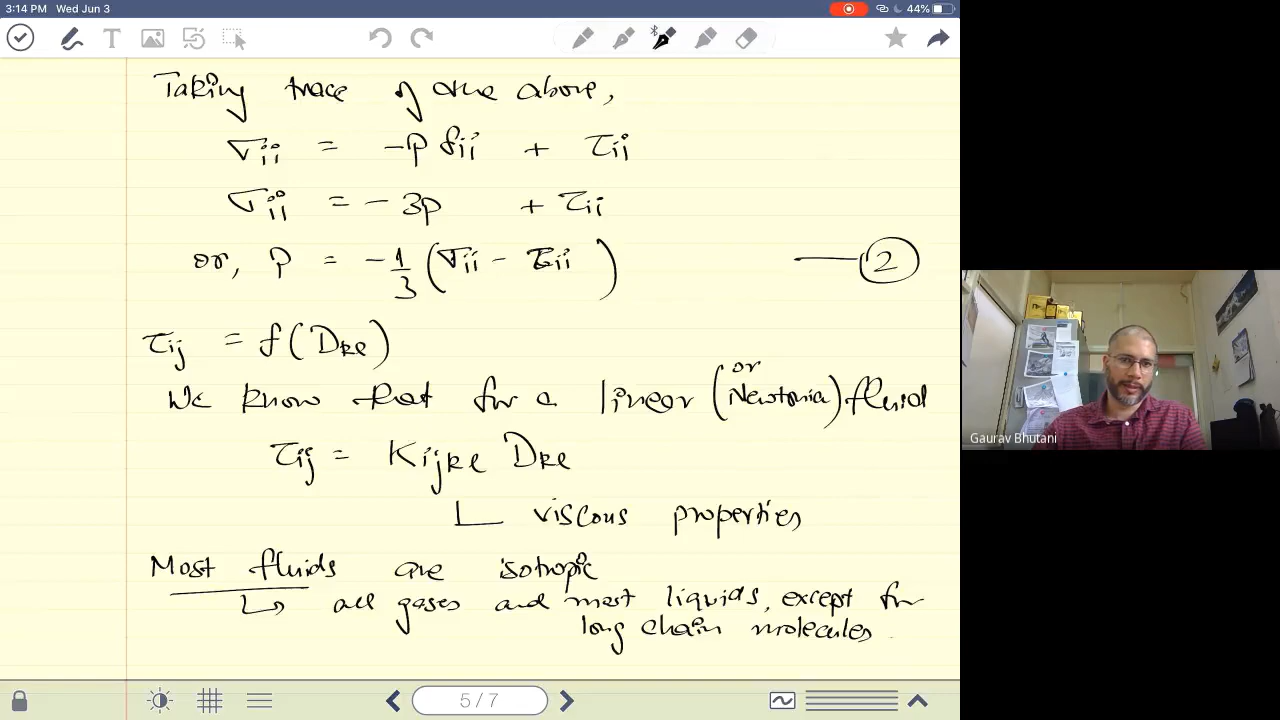 3:14 PM Wed Jun 3
44%
Taking trace of the above,
σii = -p δii + τii
σii = - 3p + τii
or, p = -1/3 (σii - τii) — 2
τij = f(Dkl)
We know that for a linear (or Newtonia) fluid
τij = Kijkl Dkl
viscous properties
Most fluids are isotropic
↳ all gases and most liquids, except for
long chain molecules.
Gaurav Bhutani
5 / 7